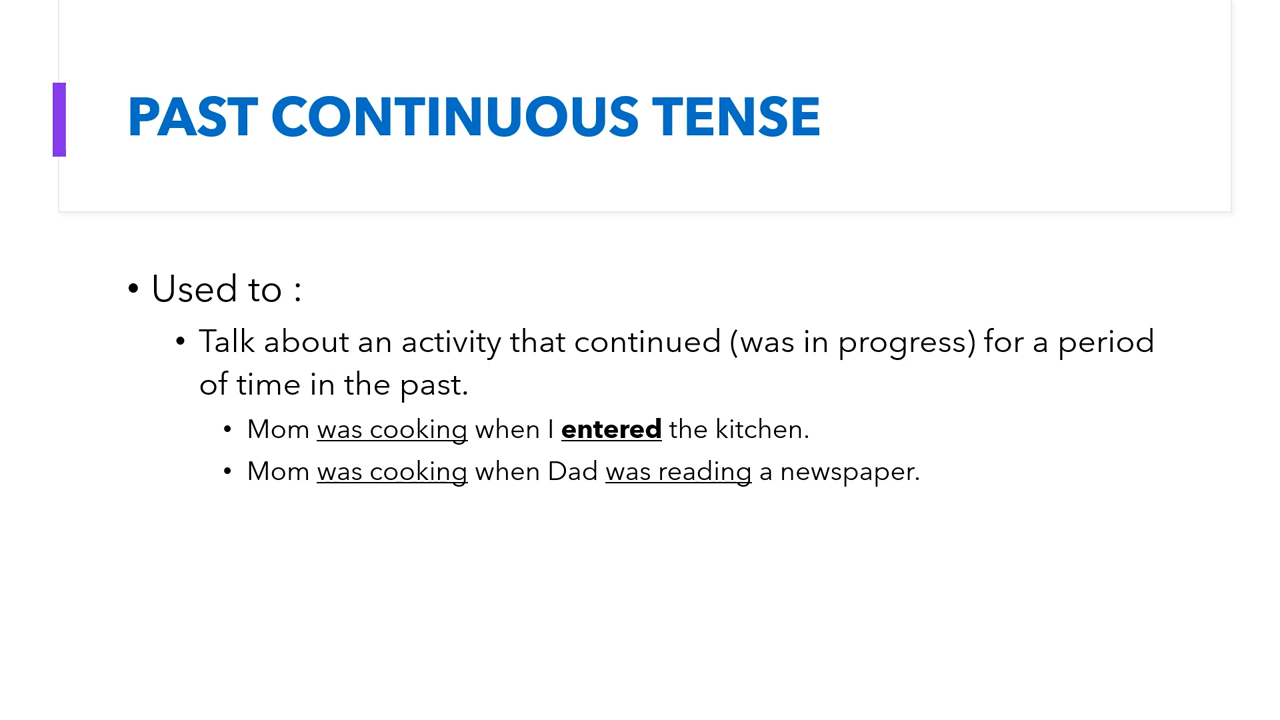 PAST CONTINUOUS TENSE
• Used to :
• Talk about an activity that continued (was in progress) for a period
of time in the past.
• Mom was cooking when I entered the kitchen.
• Mom was cooking when Dad was reading a newspaper.